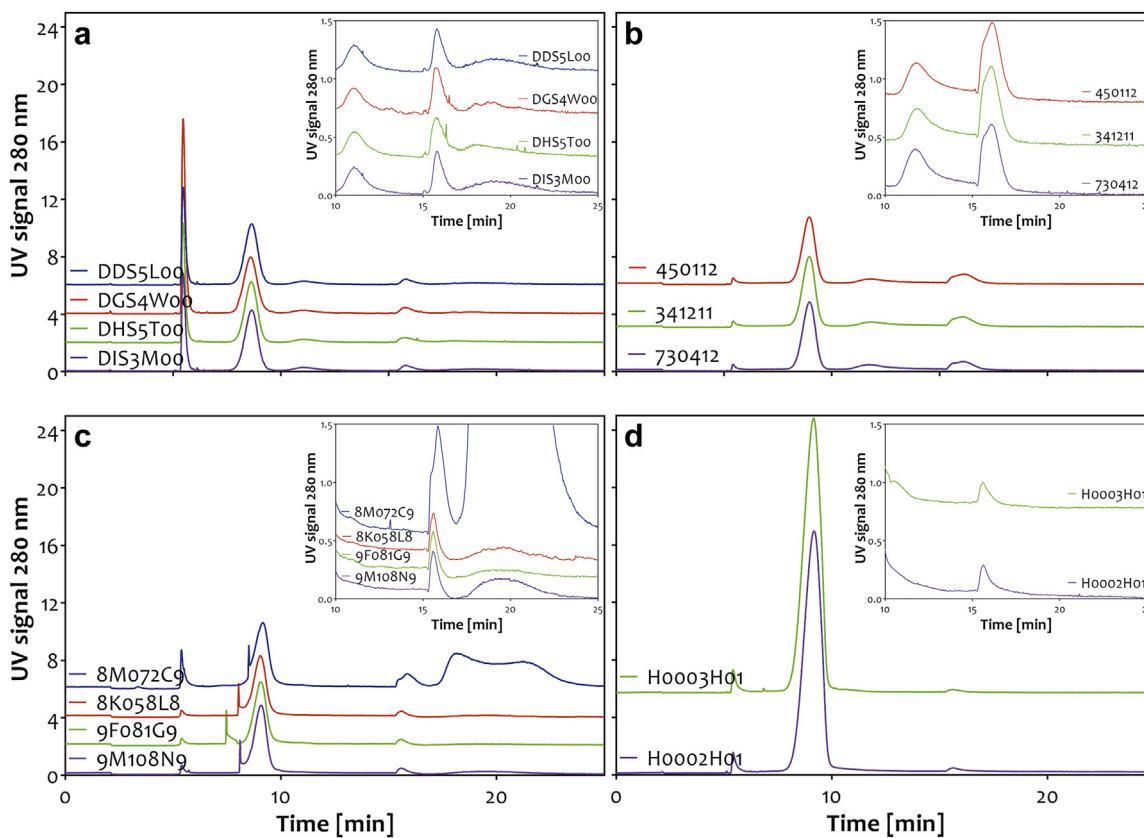 a
UV signal 280 nm
24
20
16
12
8
4
0
DDS5L00
DGS4W00
DHS5T00
DIS3M00
UV signal 280 nm
1.5
1.0
0.5
0.0
DDS5L00
DGS4W00
DHS5T00
DIS3M00
10 15 20 25
Time [min]
b
450112
341211
730412
UV signal 280 nm
1.5
1.0
0.5
0.0
450112
341211
730412
10 15 20 25
Time [min]
c
UV signal 280 nm
24
20
16
12
8
4
0
8M072C9
8K058L8
9F081G9
9M108N9
UV signal 280 nm
1.5
1.0
0.5
0.0
8M072C9
8K058L8
9F081G9
9M108N9
10 15 20 25
Time [min]
0 10 20
Time [min]
d
H0003H01
H0002H01
UV signal 280 nm
1.5
1.0
0.5
0.0
H0003H01
H0002H01
10 15 20 25
Time [min]
10 20
Time [min]